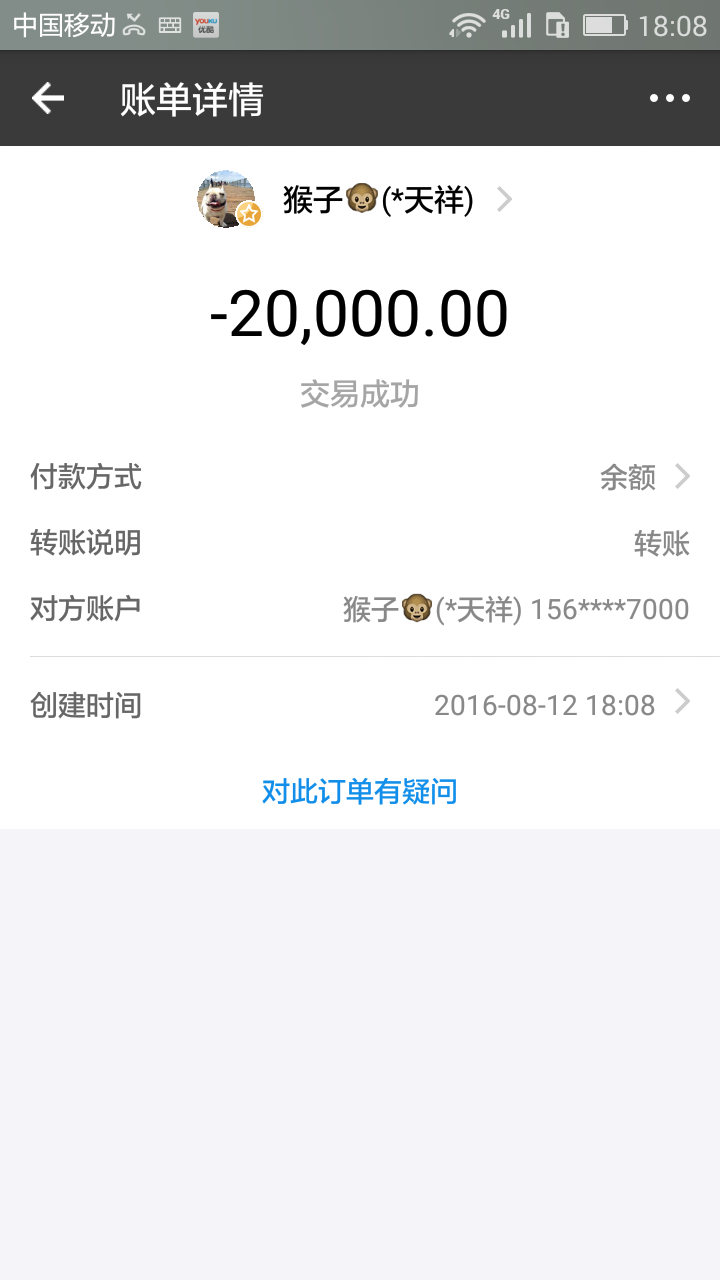 中国移动 YOUKU 优酷 4G 18:08
账单详情
猴子🐵(*天祥)
-20,000.00
交易成功
付款方式 余额
转账说明 转账
对方账户 猴子🐵(*天祥) 156****7000
创建时间 2016-08-12 18:08
对此订单有疑问